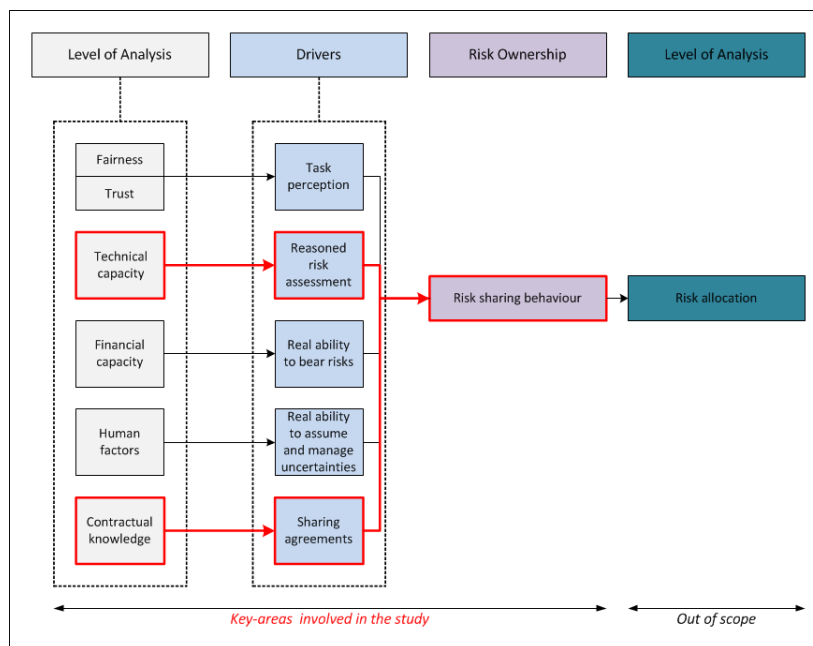 Level of Analysis
Drivers
Risk Ownership
Level of Analysis
Fairness
Trust
Task
perception
Technical
capacity
Reasoned
risk
assessment
Risk sharing behaviour
Risk allocation
Financial
capacity
Real ability
to bear risks
Human
factors
Real ability
to assume
and manage
uncertainties
Contractual
knowledge
Sharing
agreements
Key-areas involved in the study
Out of scope